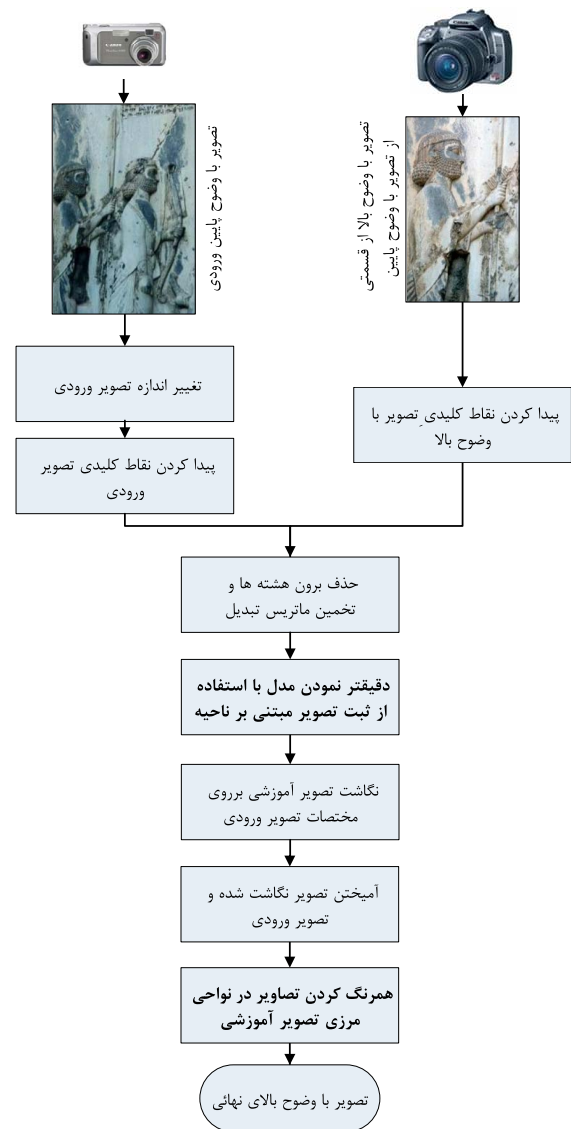 Canon
Canon
تصویر با وضوح پایین ورودی
تصویر با وضوح بالا از قسمتی
از تصویر با وضوح پایین
تغییر اندازه تصویر ورودی
پیدا کردن نقاط کلیدی تصویر
ورودی
پیدا کردن نقاط کلیدیِ تصویر با
وضوح بالا
حذف برون هشته ها و
تخمین ماتریس تبدیل
دقیقتر نمودن مدل با استفاده
از ثبت تصویر مبتنی بر ناحیه
نگاشت تصویر آموزشی برروی
مختصات تصویر ورودی
آمیختن تصویر نگاشت شده و
تصویر ورودی
همرنگ کردن تصاویر در نواحی
مرزی تصویر آموزشی
تصویر با وضوح بالای نهائی